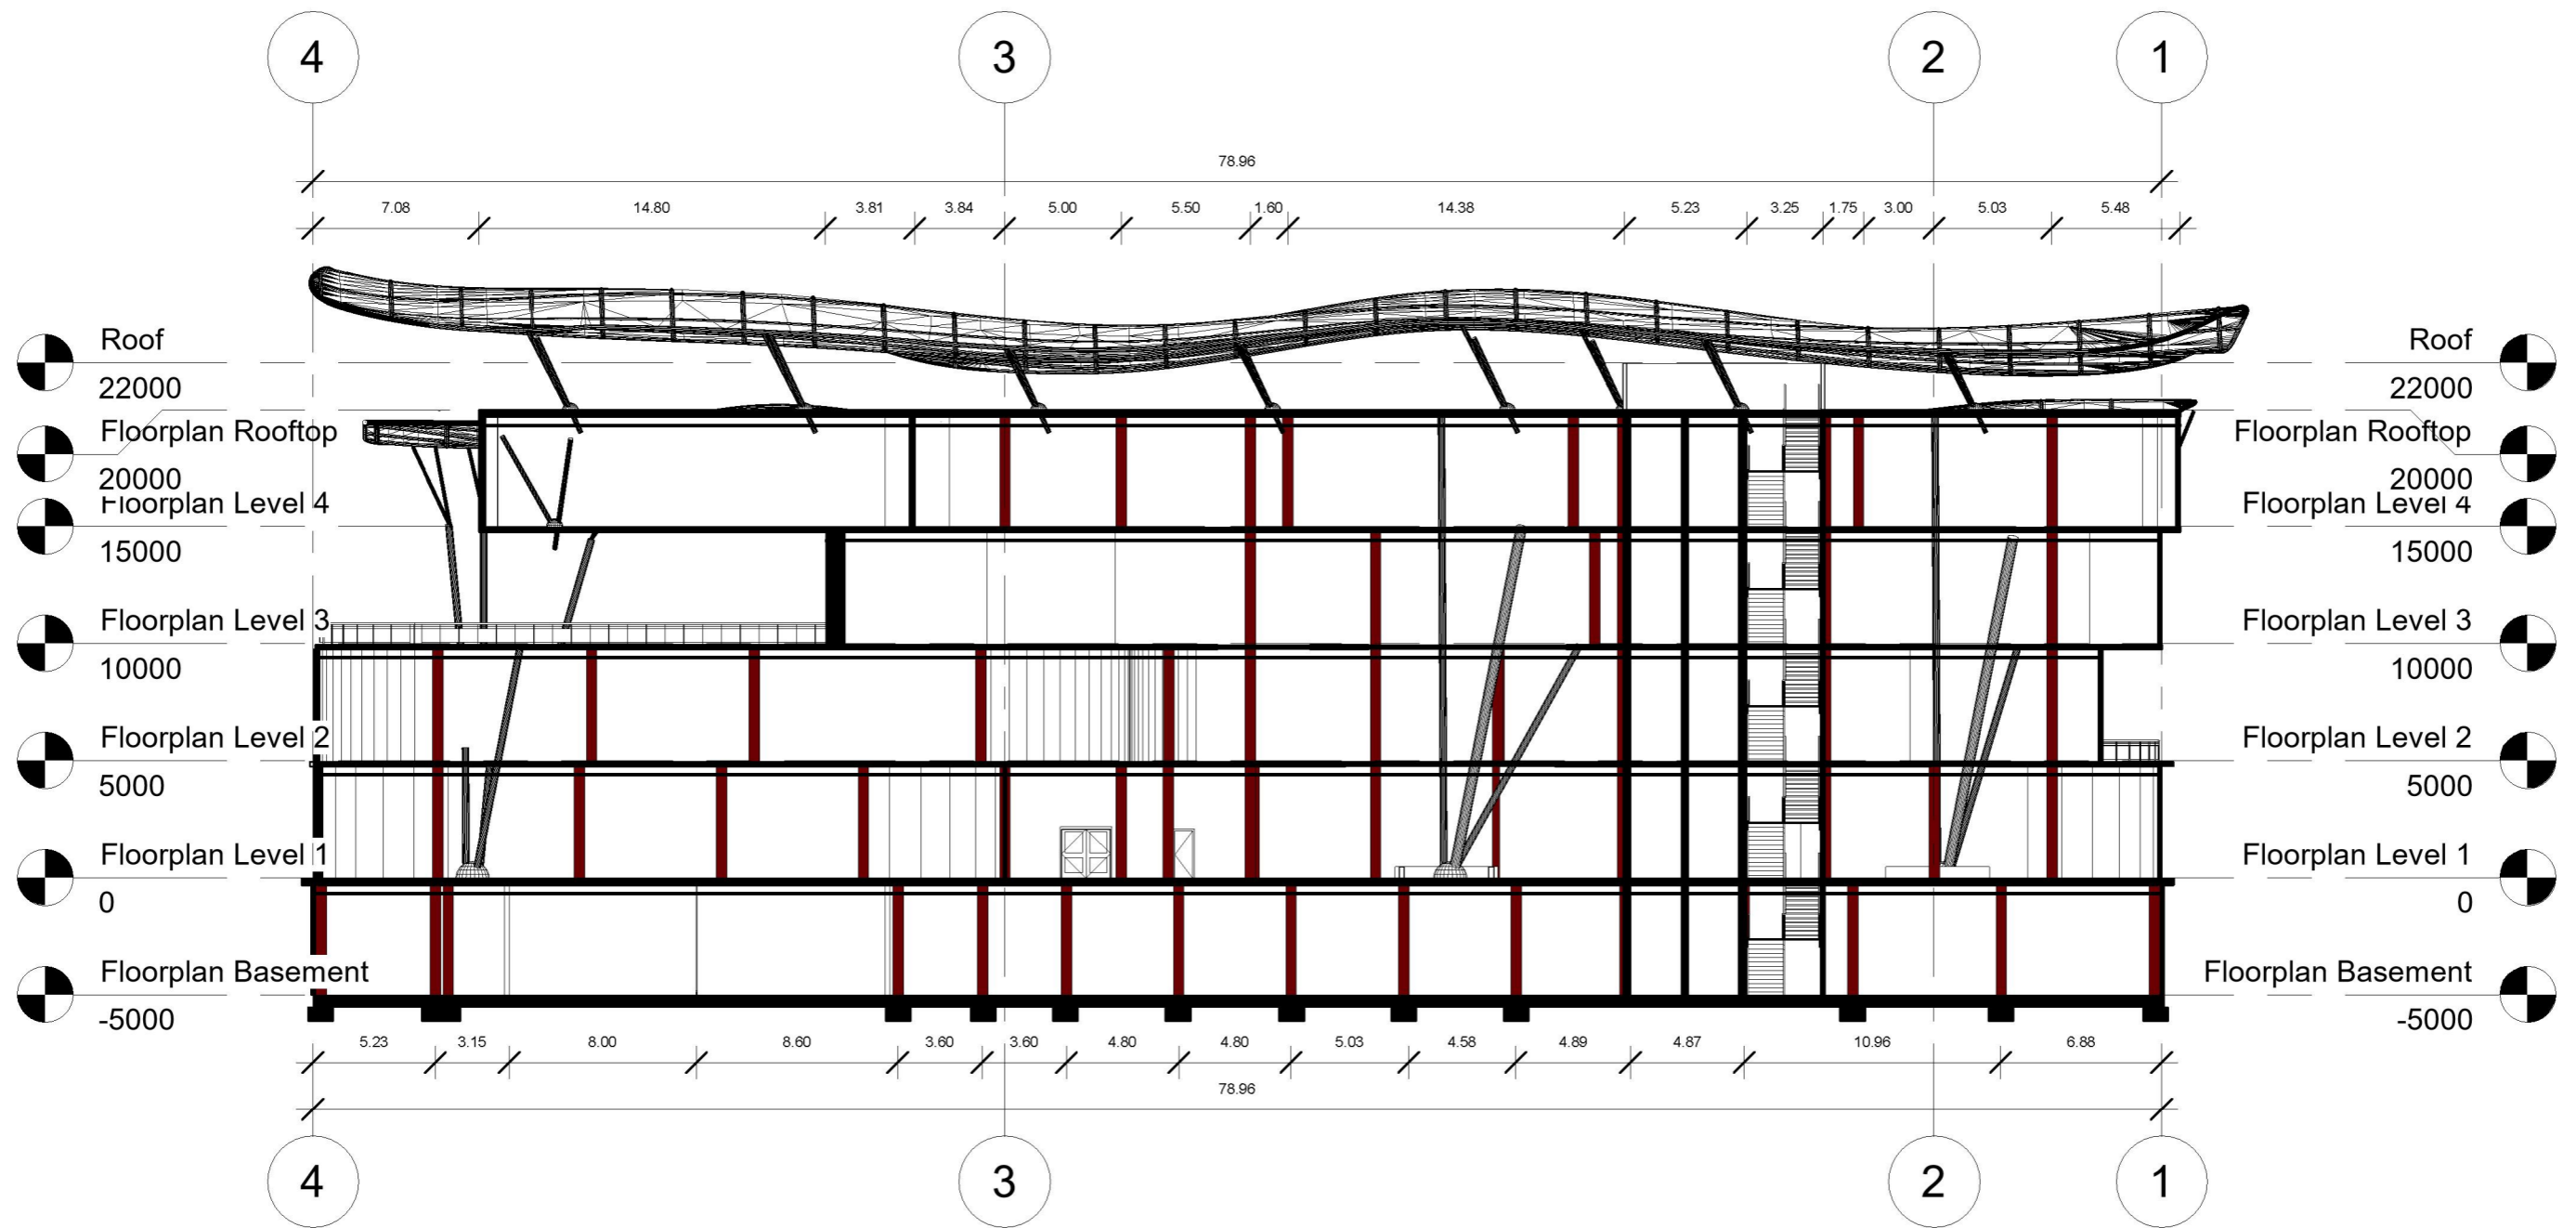 4 3 2 1
78.96
7.08 14.80 3.81 3.84 5.00 5.50 1.60 14.38 5.23 3.25 1.75 3.00 5.03 5.48
Roof Roof
22000 22000
Floorplan Rooftop Floorplan Rooftop
20000 20000
Floorplan Level 4 Floorplan Level 4
15000 15000
Floorplan Level 3 Floorplan Level 3
10000 10000
Floorplan Level 2 Floorplan Level 2
5000 5000
Floorplan Level 1 Floorplan Level 1
0 0
Floorplan Basement Floorplan Basement
-5000 -5000
5.23 3.15 8.00 8.60 3.60 3.60 4.80 4.80 5.03 4.58 4.89 4.87 10.96 6.88
78.96
4 3 2 1